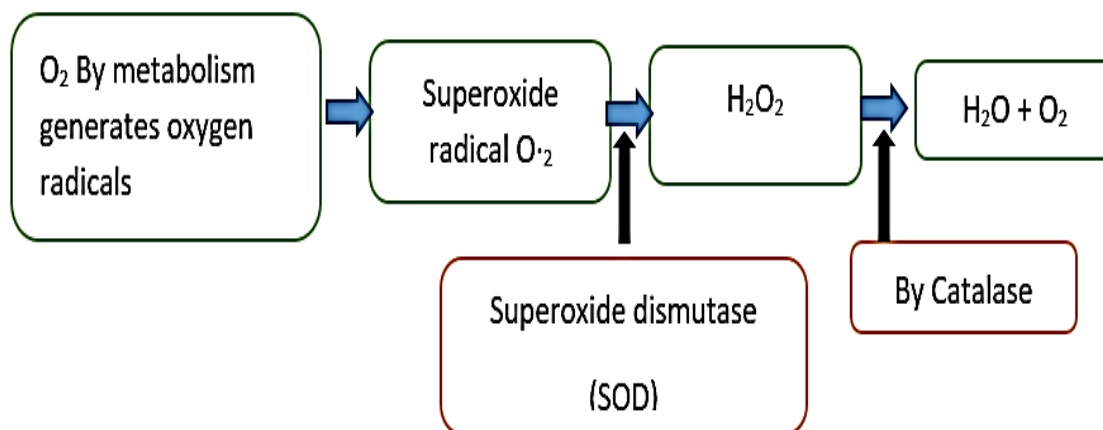 O₂ By metabolism
generates oxygen
radicals
Superoxide
radical O·₂
H₂O₂
H₂O + O₂
Superoxide dismutase
(SOD)
By Catalase